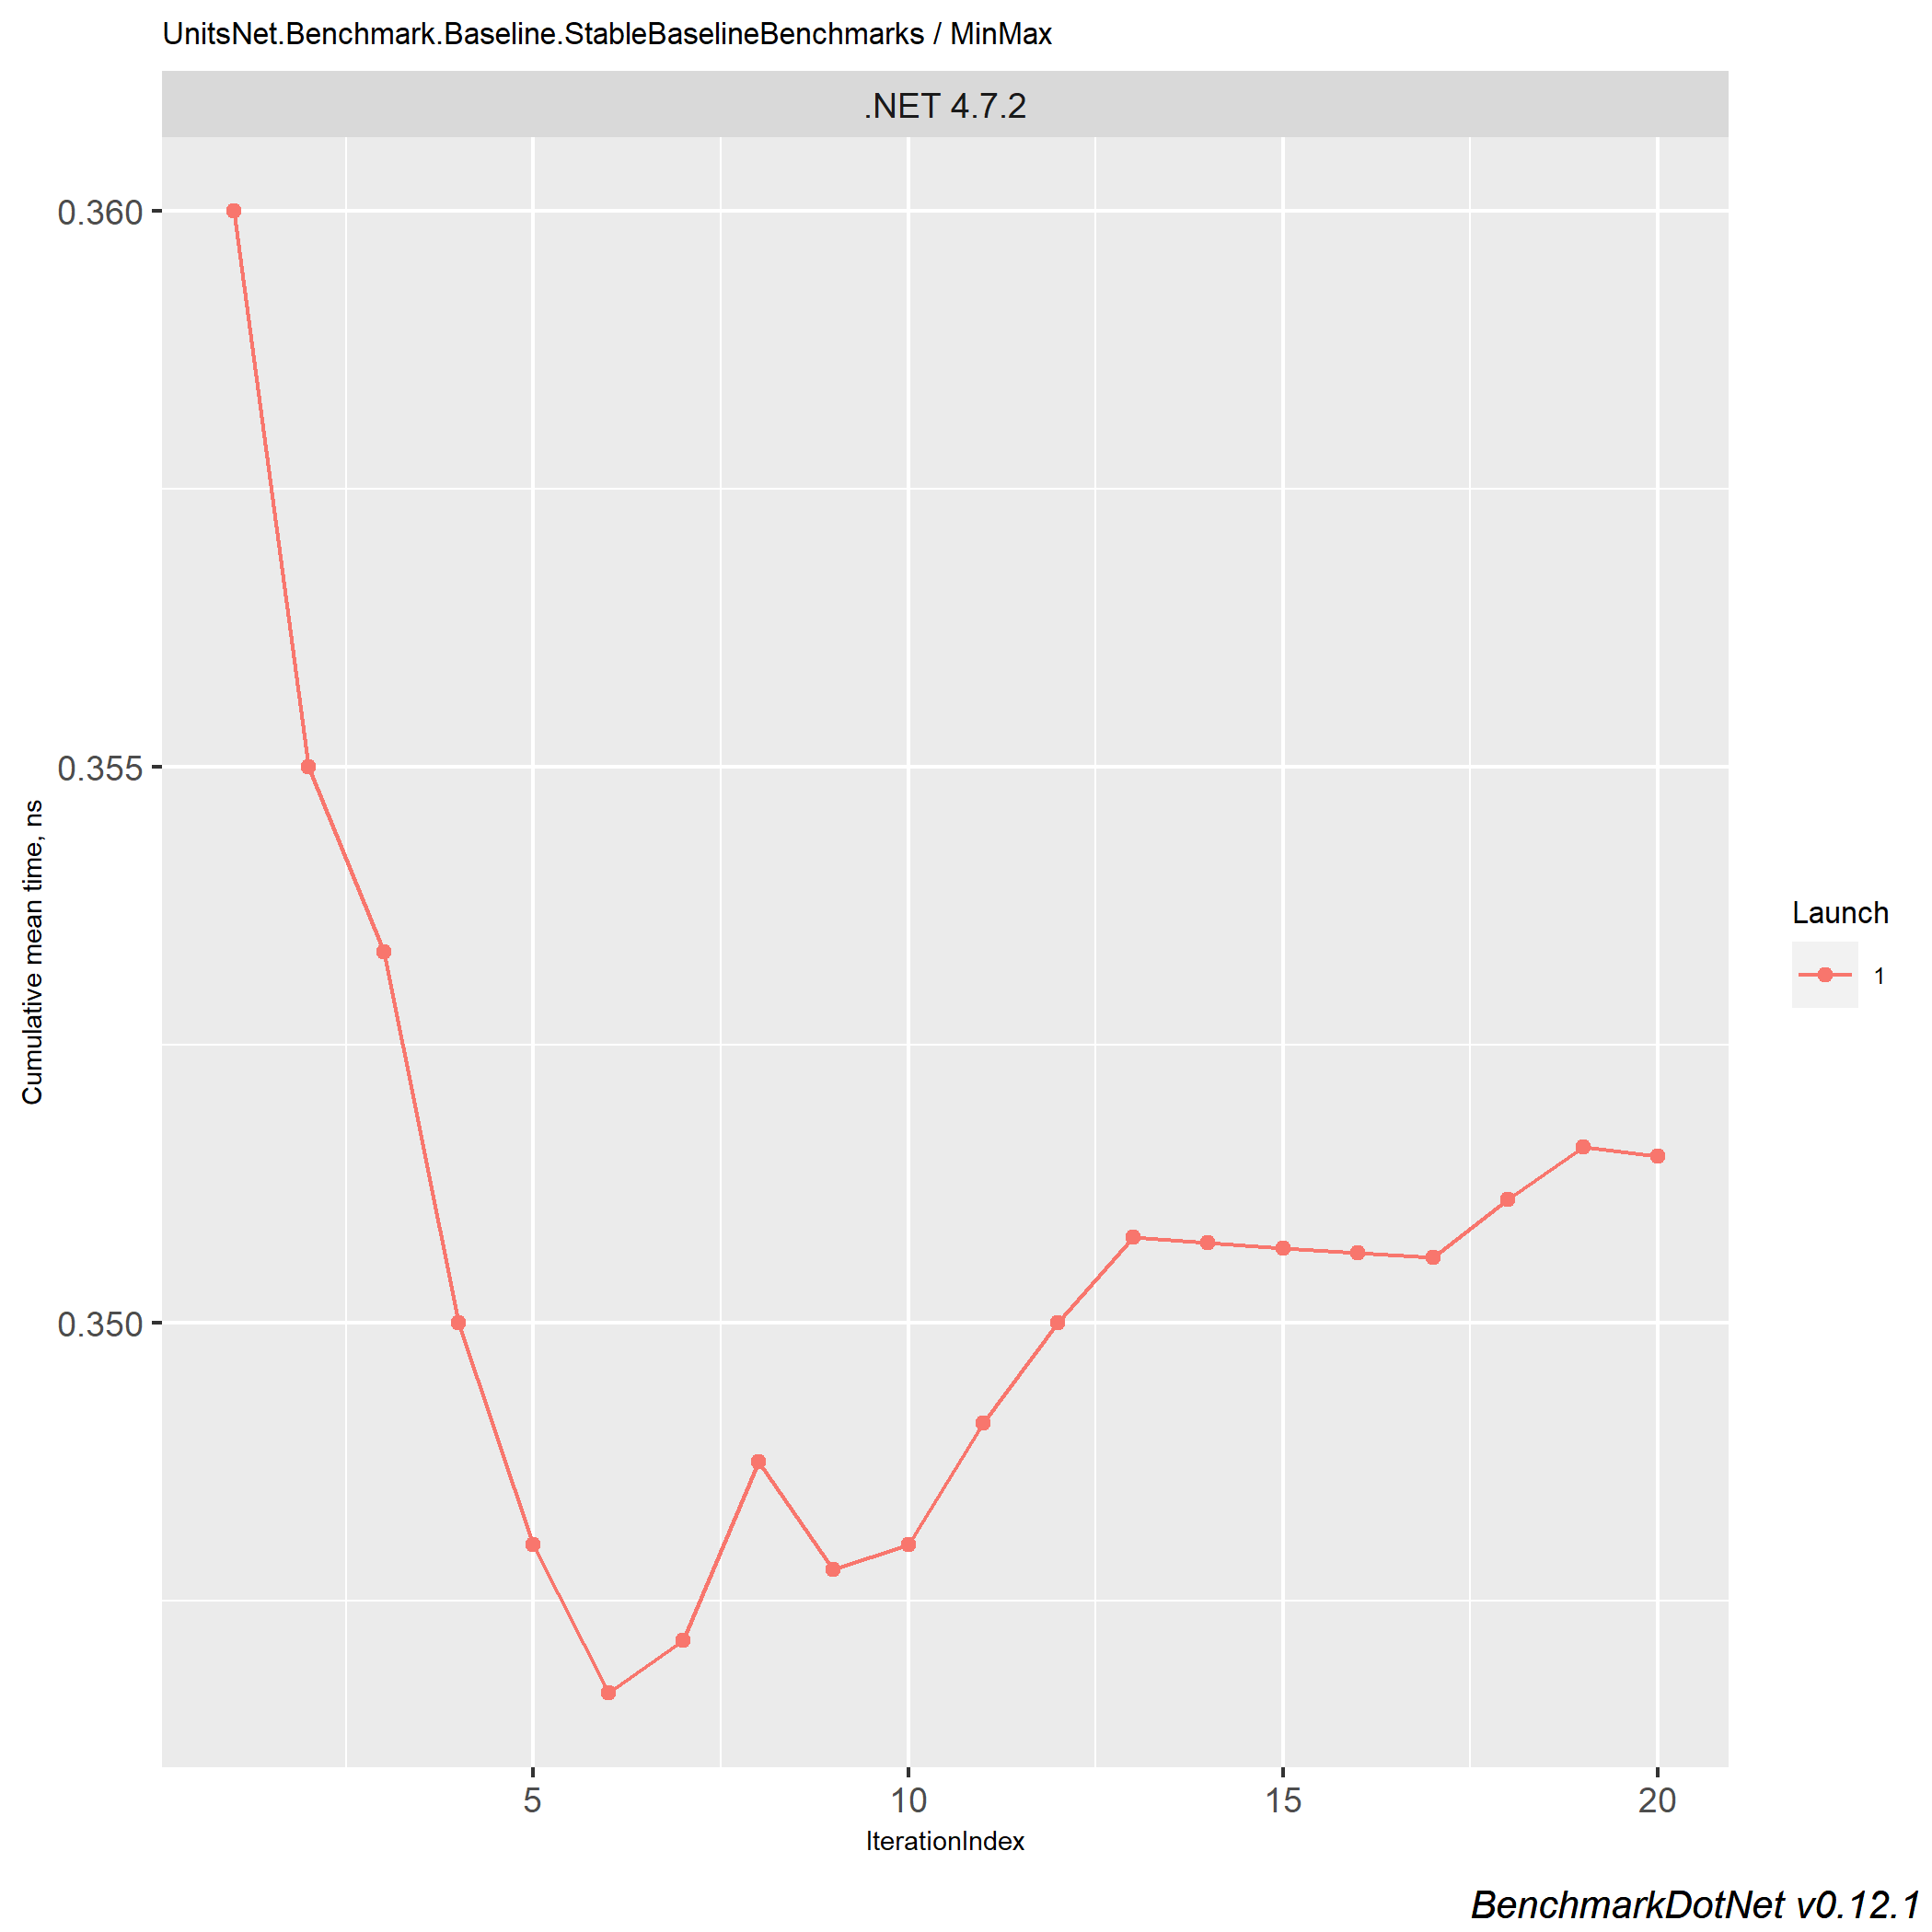 UnitsNet.Benchmark.Baseline.StableBaselineBenchmarks / MinMax
.NET 4.7.2
0.360
0.355
0.350
Cumulative mean time, ns
5 10 15 20
IterationIndex
Launch
1
BenchmarkDotNet v0.12.1